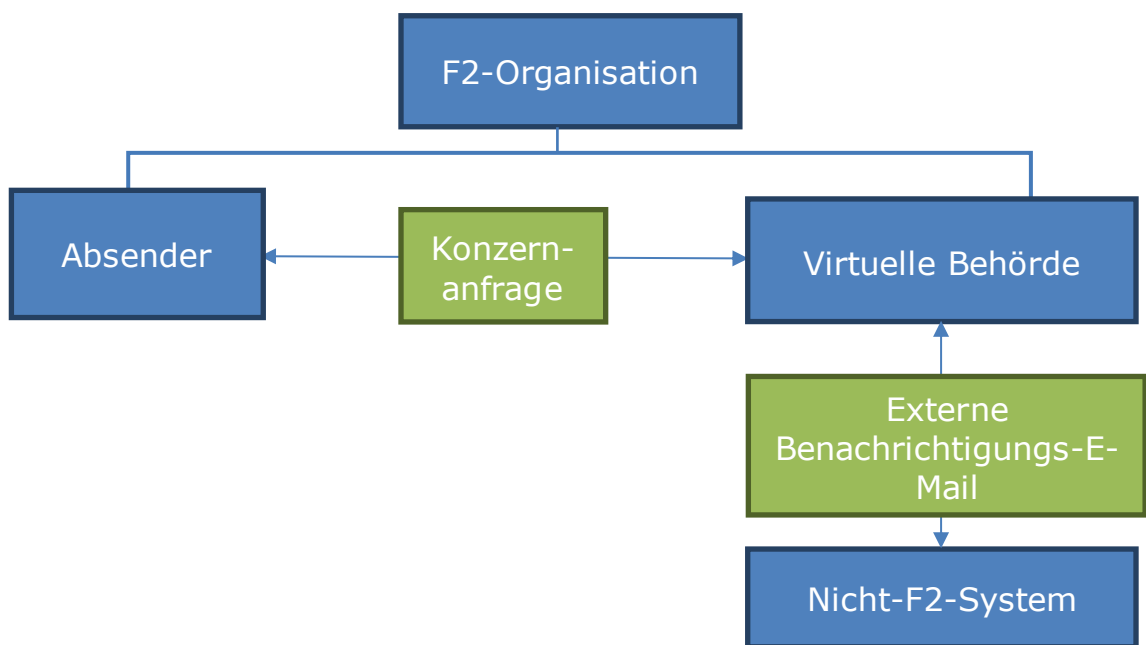 F2-Organisation
Absender
Konzern-
anfrage
Virtuelle Behörde
Externe
Benachrichtigungs-E-
Mail
Nicht-F2-System